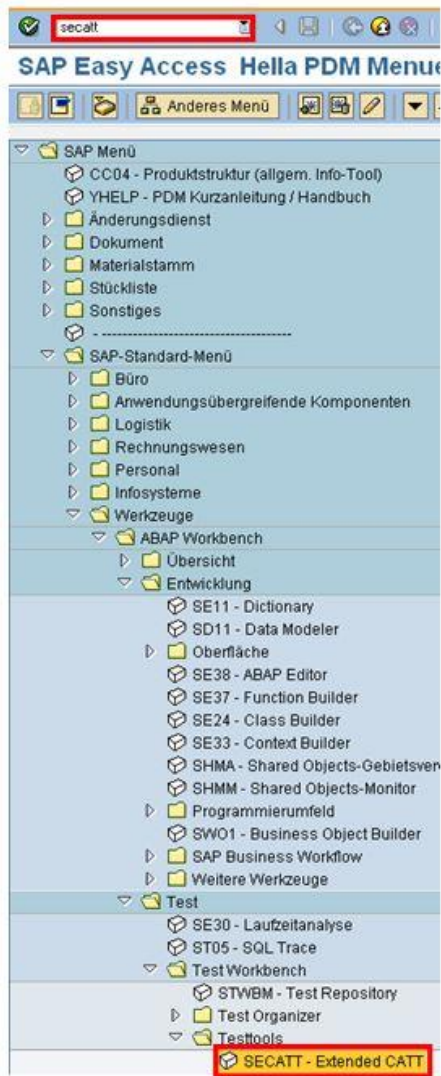 secatt
SAP Easy Access Hella PDM Menue
Anderes Menü
SAP Menü
CC04 - Produktstruktur (allgem. Info-Tool)
YHELP - PDM Kurzanleitung / Handbuch
Änderungsdienst
Dokument
Materialstamm
Stückliste
Sonstiges
- -------------------------------------
SAP-Standard-Menü
Büro
Anwendungsübergreifende Komponenten
Logistik
Rechnungswesen
Personal
Infosysteme
Werkzeuge
ABAP Workbench
Übersicht
Entwicklung
SE11 - Dictionary
SD11 - Data Modeler
Oberfläche
SE38 - ABAP Editor
SE37 - Function Builder
SE24 - Class Builder
SE33 - Context Builder
SHMA - Shared Objects-Gebietsver
SHMM - Shared Objects-Monitor
Programmierumfeld
SWO1 - Business Object Builder
SAP Business Workflow
Weitere Werkzeuge
Test
SE30 - Laufzeitanalyse
ST05 - SQL Trace
Test Workbench
STWBM - Test Repository
Test Organizer
Testtools
SECATT - Extended CATT